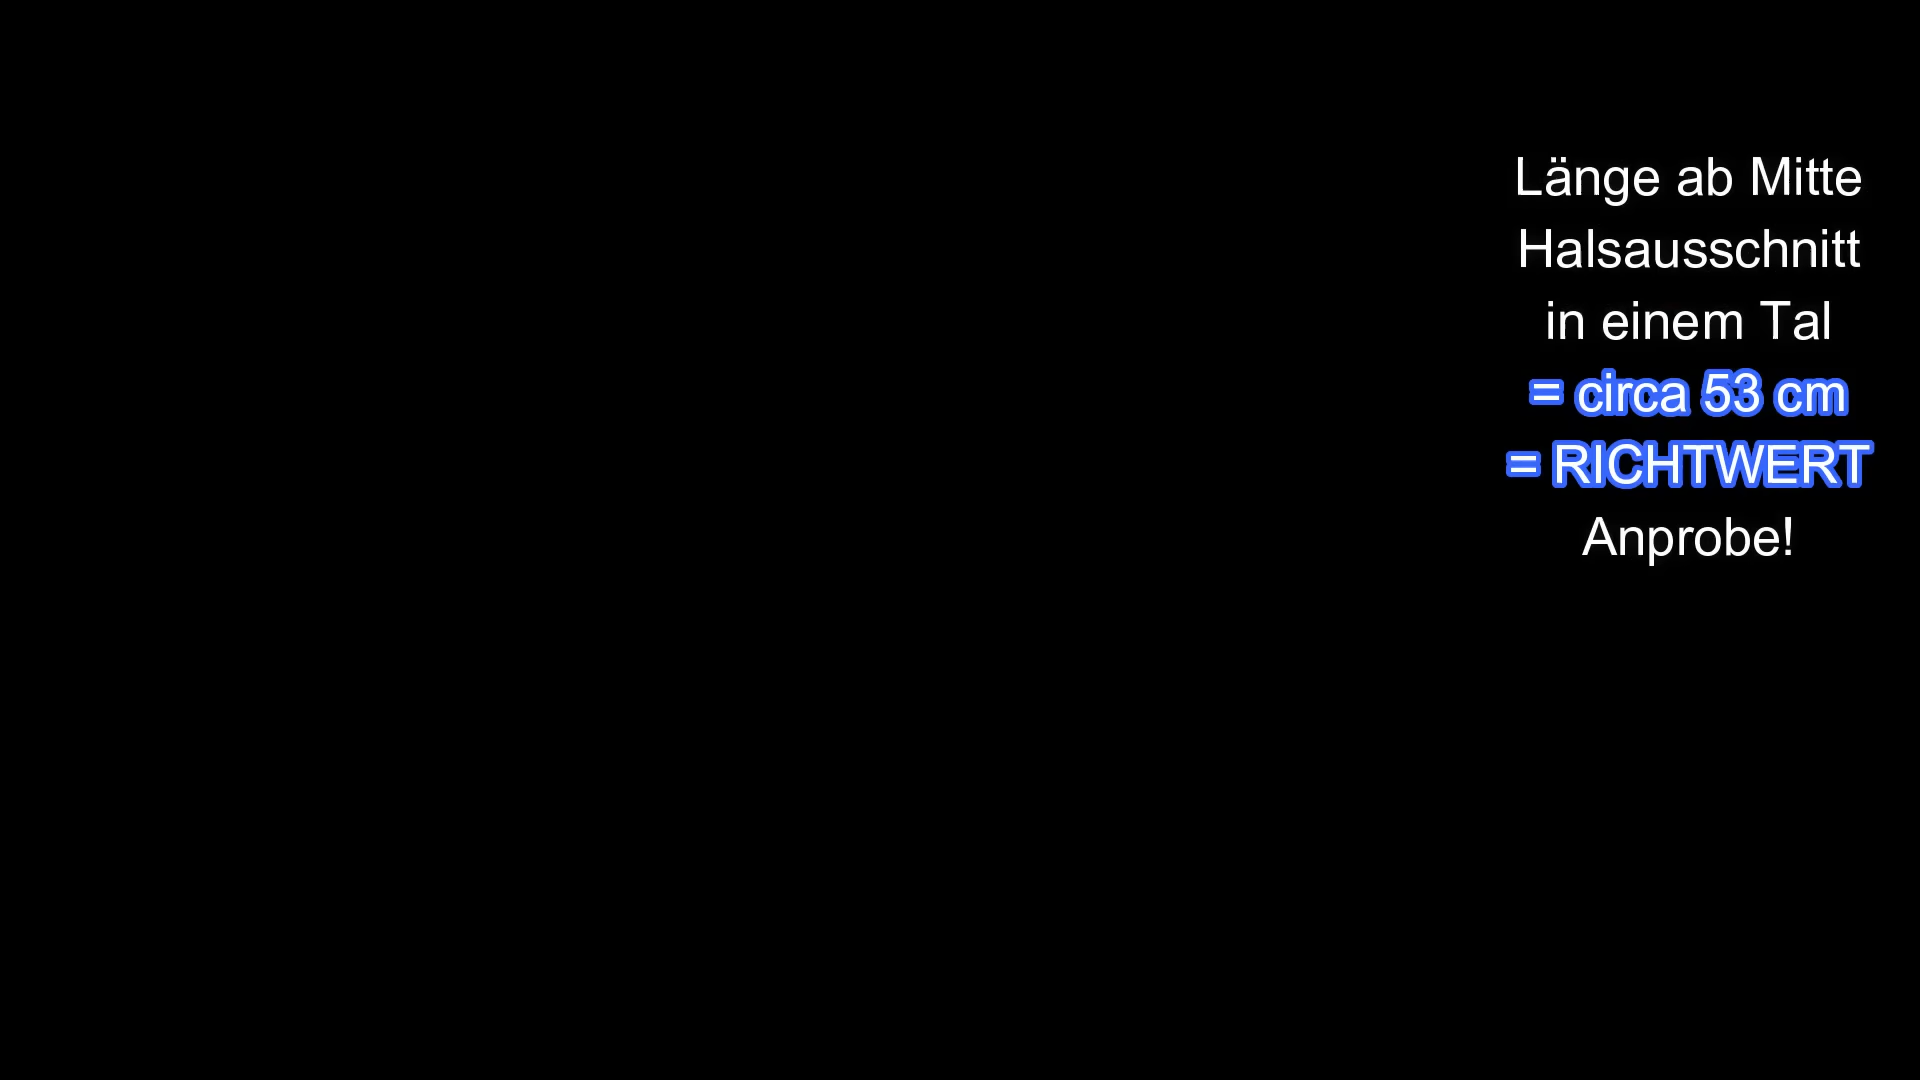 Länge ab Mitte
Halsausschnitt
in einem Tal
= circa 53 cm
= RICHTWERT
Anprobe!